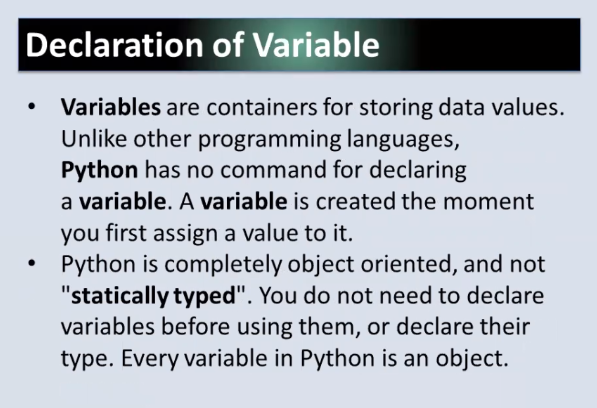 Declaration of Variable
• Variables are containers for storing data values.
Unlike other programming languages,
Python has no command for declaring
a variable. A variable is created the moment
you first assign a value to it.
• Python is completely object oriented, and not
"statically typed". You do not need to declare
variables before using them, or declare their
type. Every variable in Python is an object.